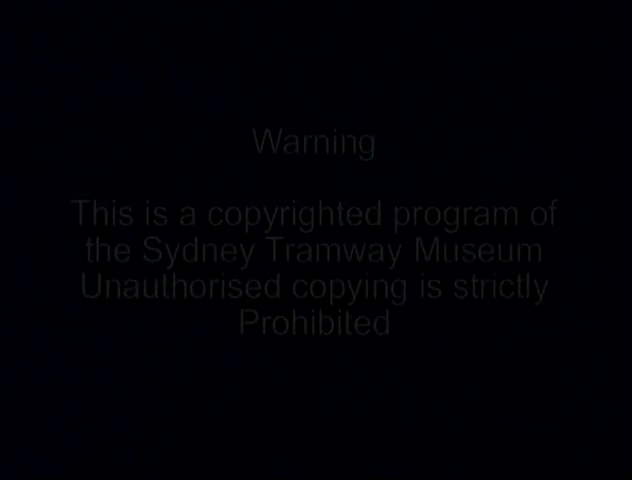 Warning
This is a copyrighted program of
the Sydney Tramway Museum
Unauthorised copying is strictly
Prohibited